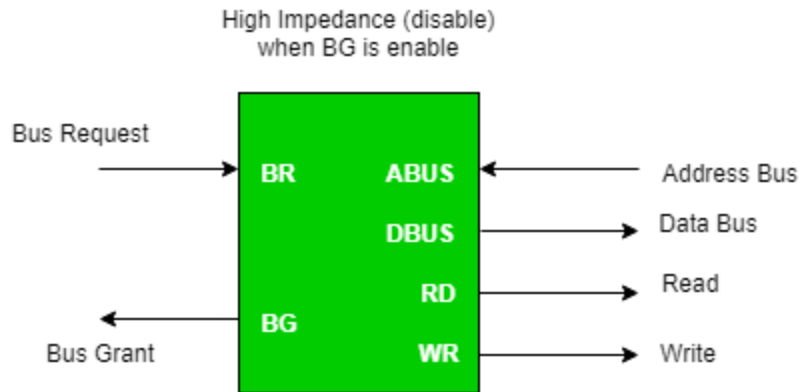 High Impedance (disable)
when BG is enable
Bus Request
BR
ABUS
Address Bus
DBUS
Data Bus
RD
Read
BG
Bus Grant
WR
Write